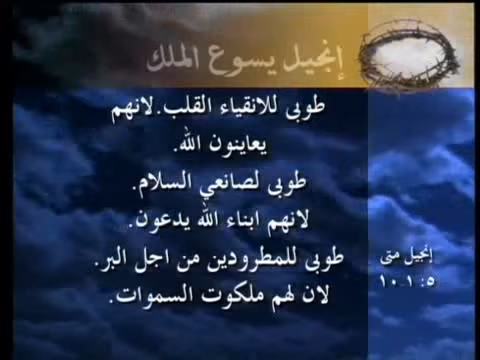 إنجيل يسوع الملك
طوبى للانقياء القلب.لانهم
يعاينون الله.
طوبى لصانعي السلام.
لانهم ابناء الله يدعون.
طوبى للمطرودين من اجل البر.
لان لهم ملكوت السموات.
إنجيل متى
٥: ١ ١٠